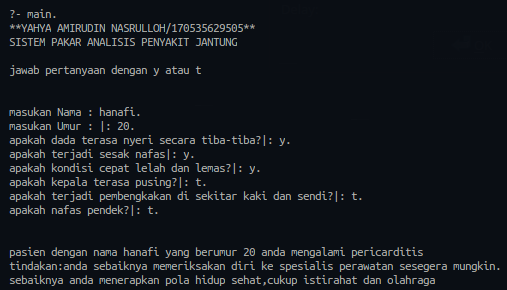 ?- main.
**YAHYA AMIRUDIN NASRULLOH/170535629505**
SISTEM PAKAR ANALISIS PENYAKIT JANTUNG
jawab pertanyaan dengan y atau t
masukan Nama : hanafi.
masukan Umur : |: 20.
apakah dada terasa nyeri secara tiba-tiba?|: y.
apakah terjadi sesak nafas|: y.
apakah kondisi cepat lelah dan lemas?|: y.
apakah kepala terasa pusing?|: t.
apakah terjadi pembengkakan di sekitar kaki dan sendi?|: t.
apakah nafas pendek?|: t.
pasien dengan nama hanafi yang berumur 20 anda mengalami pericarditis
tindakan:anda sebaiknya memeriksakan diri ke spesialis perawatan sesegera mungkin.
sebaiknya anda menerapkan pola hidup sehat,cukup istirahat dan olahraga